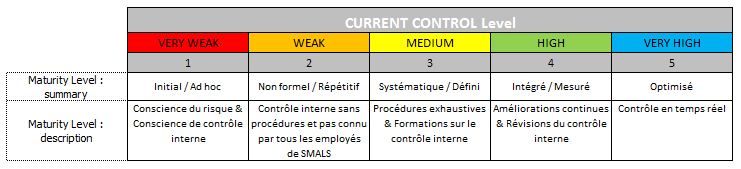 CURRENT CONTROL Level
VERY WEAK WEAK MEDIUM HIGH VERY HIGH
1 2 3 4 5
Maturity Level :
summary
Initial / Ad hoc Non formel / Répétitif Systématique / Défini Intégré / Mesuré Optimisé
Maturity Level :
description
Conscience du risque &
Conscience de contrôle
interne
Contrôle interne sans
procédures et pas connu
par tous les employés
de SMALS
Procédures exhaustives
& Formations sur le
contrôle interne
Améliorations continues
& Révisions du contrôle
interne
Contrôle en temps réel